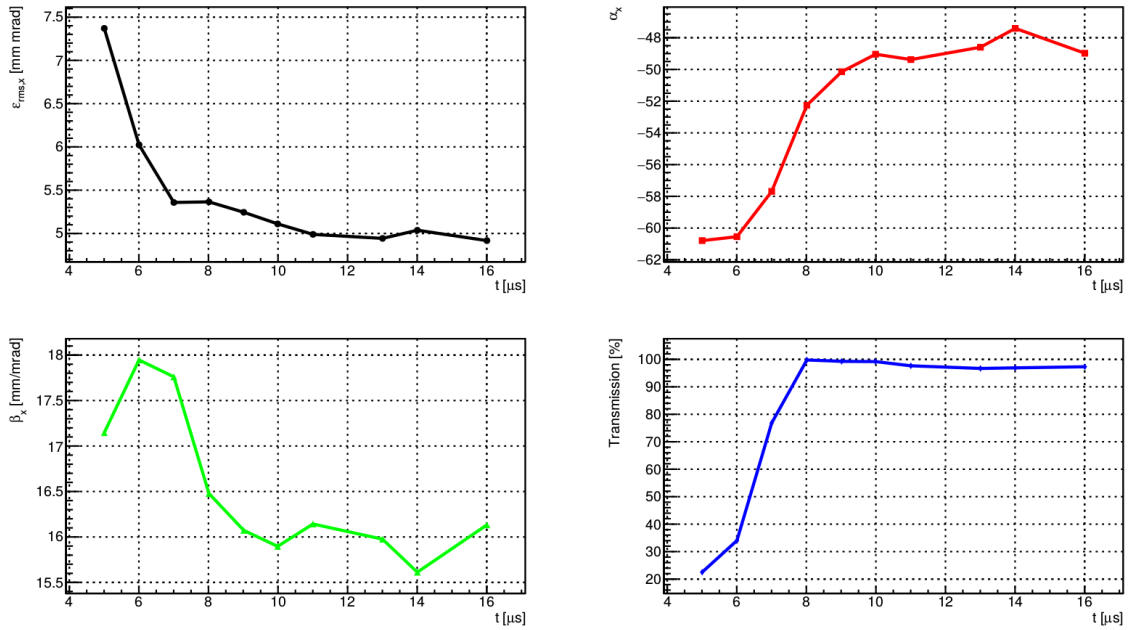 ε_rms,x [mm mrad]
7.5
7
6.5
6
5.5
5
4 6 8 10 12 14 16
t [μs]
α_x
−48
−50
−52
−54
−56
−58
−60
−62
4 6 8 10 12 14 16
t [μs]
β_x [mm/mrad]
18
17.5
17
16.5
16
15.5
4 6 8 10 12 14 16
t [μs]
Transmission [%]
100
90
80
70
60
50
40
30
20
4 6 8 10 12 14 16
t [μs]